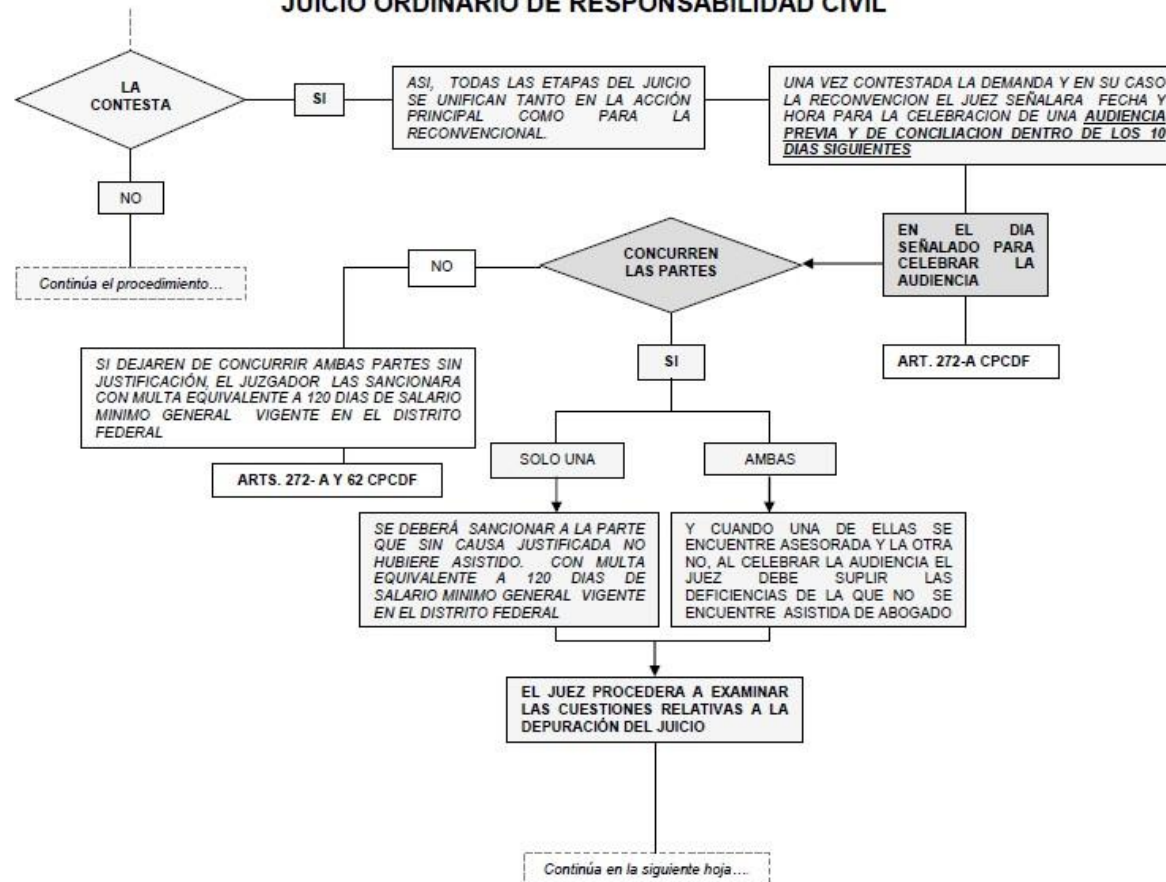 JUICIO ORDINARIO DE RESPONSABILIDAD CIVIL
LA
CONTESTA
SI
ASI, TODAS LAS ETAPAS DEL JUICIO
SE UNIFICAN TANTO EN LA ACCIÓN
PRINCIPAL COMO PARA LA
RECONVENCIONAL.
UNA VEZ CONTESTADA LA DEMANDA Y EN SU CASO
LA RECONVENCION EL JUEZ SEÑALARA FECHA Y
HORA PARA LA CELEBRACION DE UNA AUDIENCIA
PREVIA Y DE CONCILIACION DENTRO DE LOS 10
DIAS SIGUIENTES
NO
Continúa el procedimiento…
EN EL DIA
SEÑALADO PARA
CELEBRAR LA
AUDIENCIA
CONCURREN
LAS PARTES
NO
SI DEJAREN DE CONCURRIR AMBAS PARTES SIN
JUSTIFICACIÓN, EL JUZGADOR LAS SANCIONARA
CON MULTA EQUIVALENTE A 120 DIAS DE SALARIO
MINIMO GENERAL VIGENTE EN EL DISTRITO
FEDERAL
SI
ART. 272-A CPCDF
ARTS. 272- A Y 62 CPCDF
SOLO UNA
AMBAS
SE DEBERÁ SANCIONAR A LA PARTE
QUE SIN CAUSA JUSTIFICADA NO
HUBIERE ASISTIDO. CON MULTA
EQUIVALENTE A 120 DIAS DE
SALARIO MINIMO GENERAL VIGENTE
EN EL DISTRITO FEDERAL
Y CUANDO UNA DE ELLAS SE
ENCUENTRE ASESORADA Y LA OTRA
NO, AL CELEBRAR LA AUDIENCIA EL
JUEZ DEBE SUPLIR LAS
DEFICIENCIAS DE LA QUE NO SE
ENCUENTRE ASISTIDA DE ABOGADO
EL JUEZ PROCEDERA A EXAMINAR
LAS CUESTIONES RELATIVAS A LA
DEPURACIÓN DEL JUICIO
Continúa en la siguiente hoja….